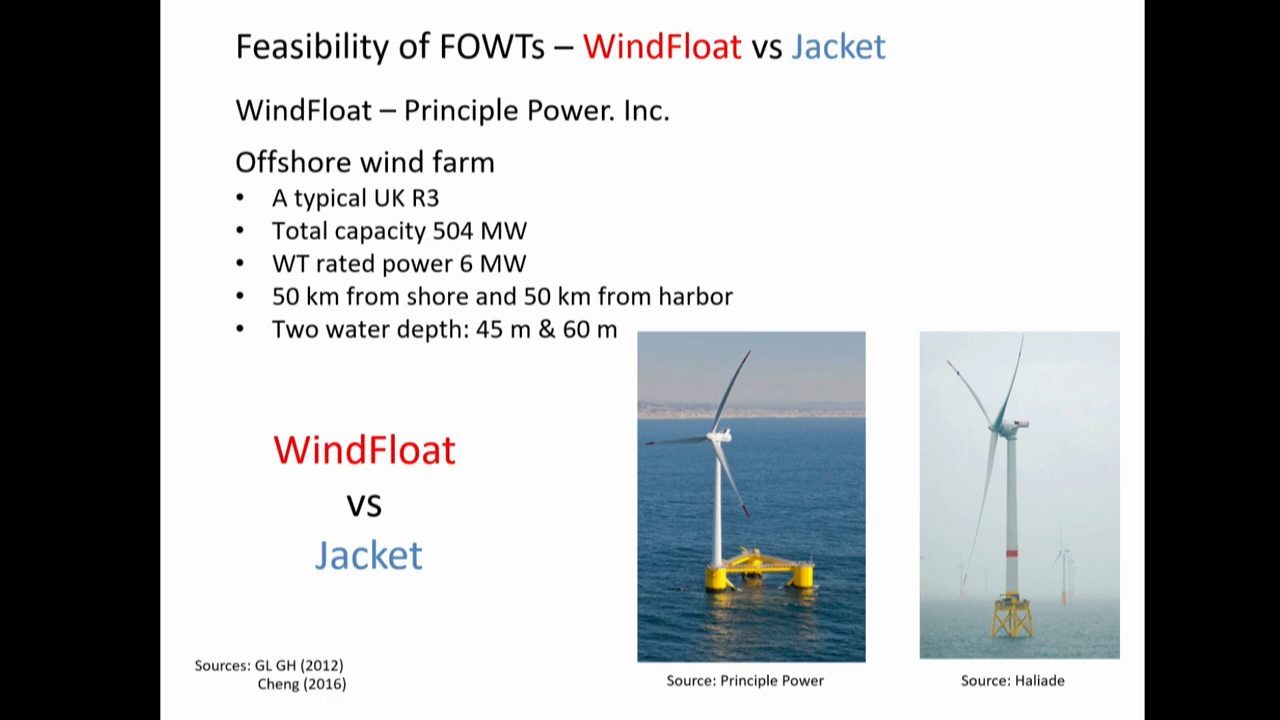 Feasibility of FOWTs – WindFloat vs Jacket
WindFloat – Principle Power. Inc.
Offshore wind farm
• A typical UK R3
• Total capacity 504 MW
• WT rated power 6 MW
• 50 km from shore and 50 km from harbor
• Two water depth: 45 m & 60 m
WindFloat
vs
Jacket
Sources: GL GH (2012)
Cheng (2016)
Source: Principle Power
Source: Haliade